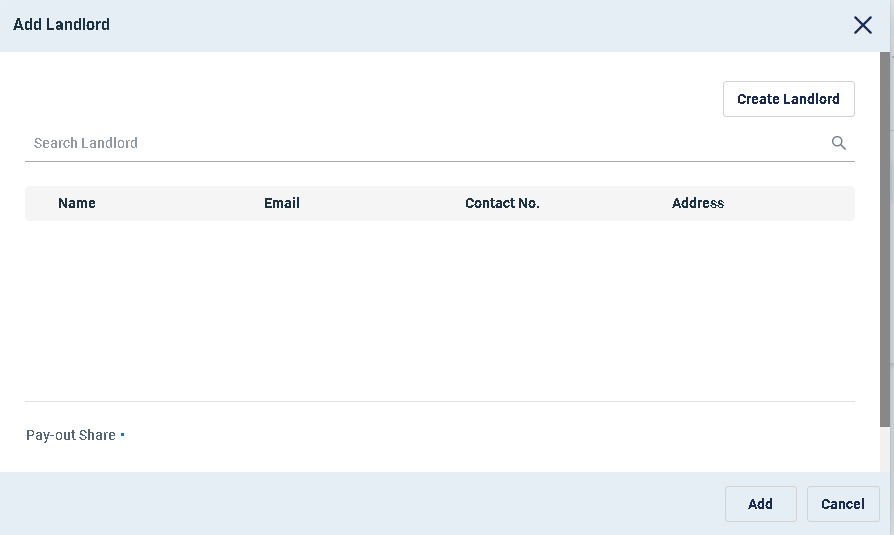 Add Landlord
Create Landlord
Search Landlord
Name Email Contact No. Address
Pay-out Share •
Add Cancel